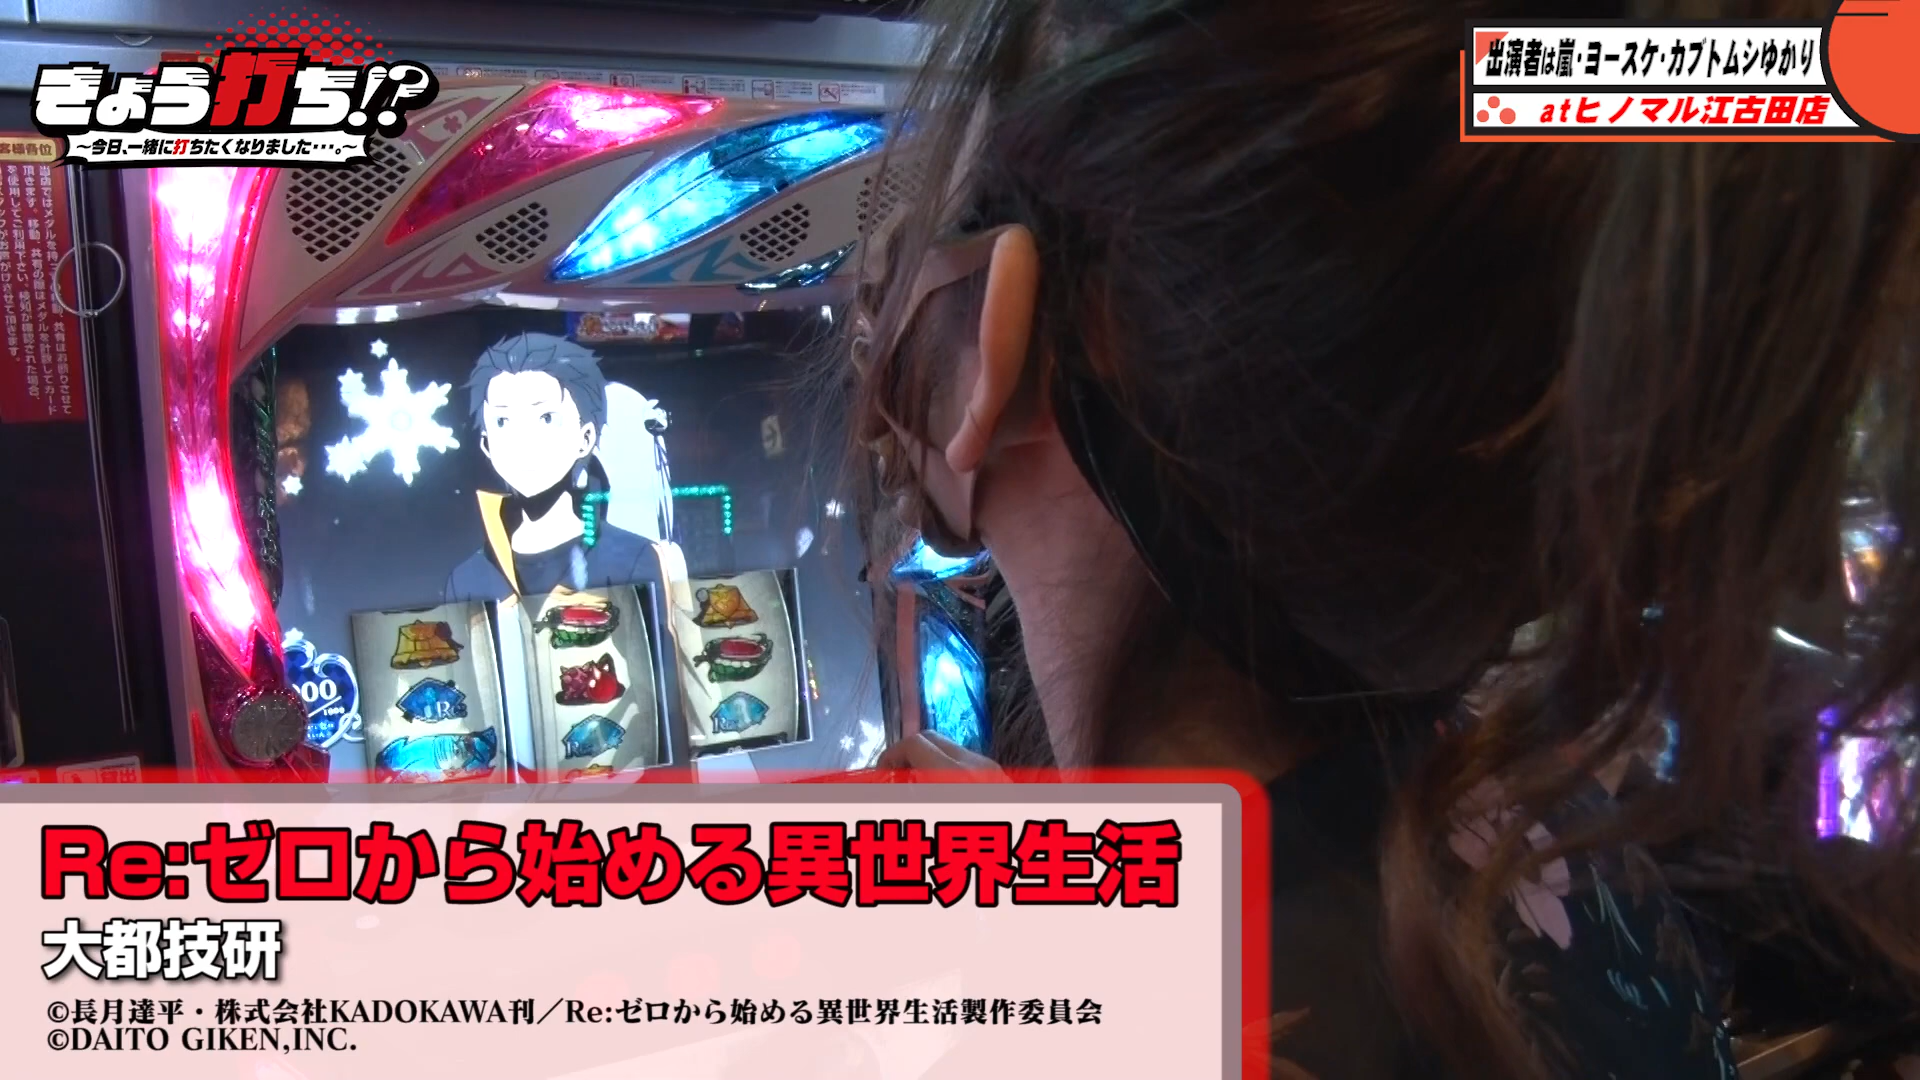 きょう打ち!?
～今日、一緒に打ちたくなりました･･･。～
出演者は嵐・ヨースケ・カブトムシゆかり
atヒノマル江古田店
客様各位
Re:ゼロから始める異世界生活
大都技研
©長月達平・株式会社KADOKAWA刊／Re:ゼロから始める異世界生活製作委員会
©DAITO GIKEN,INC.